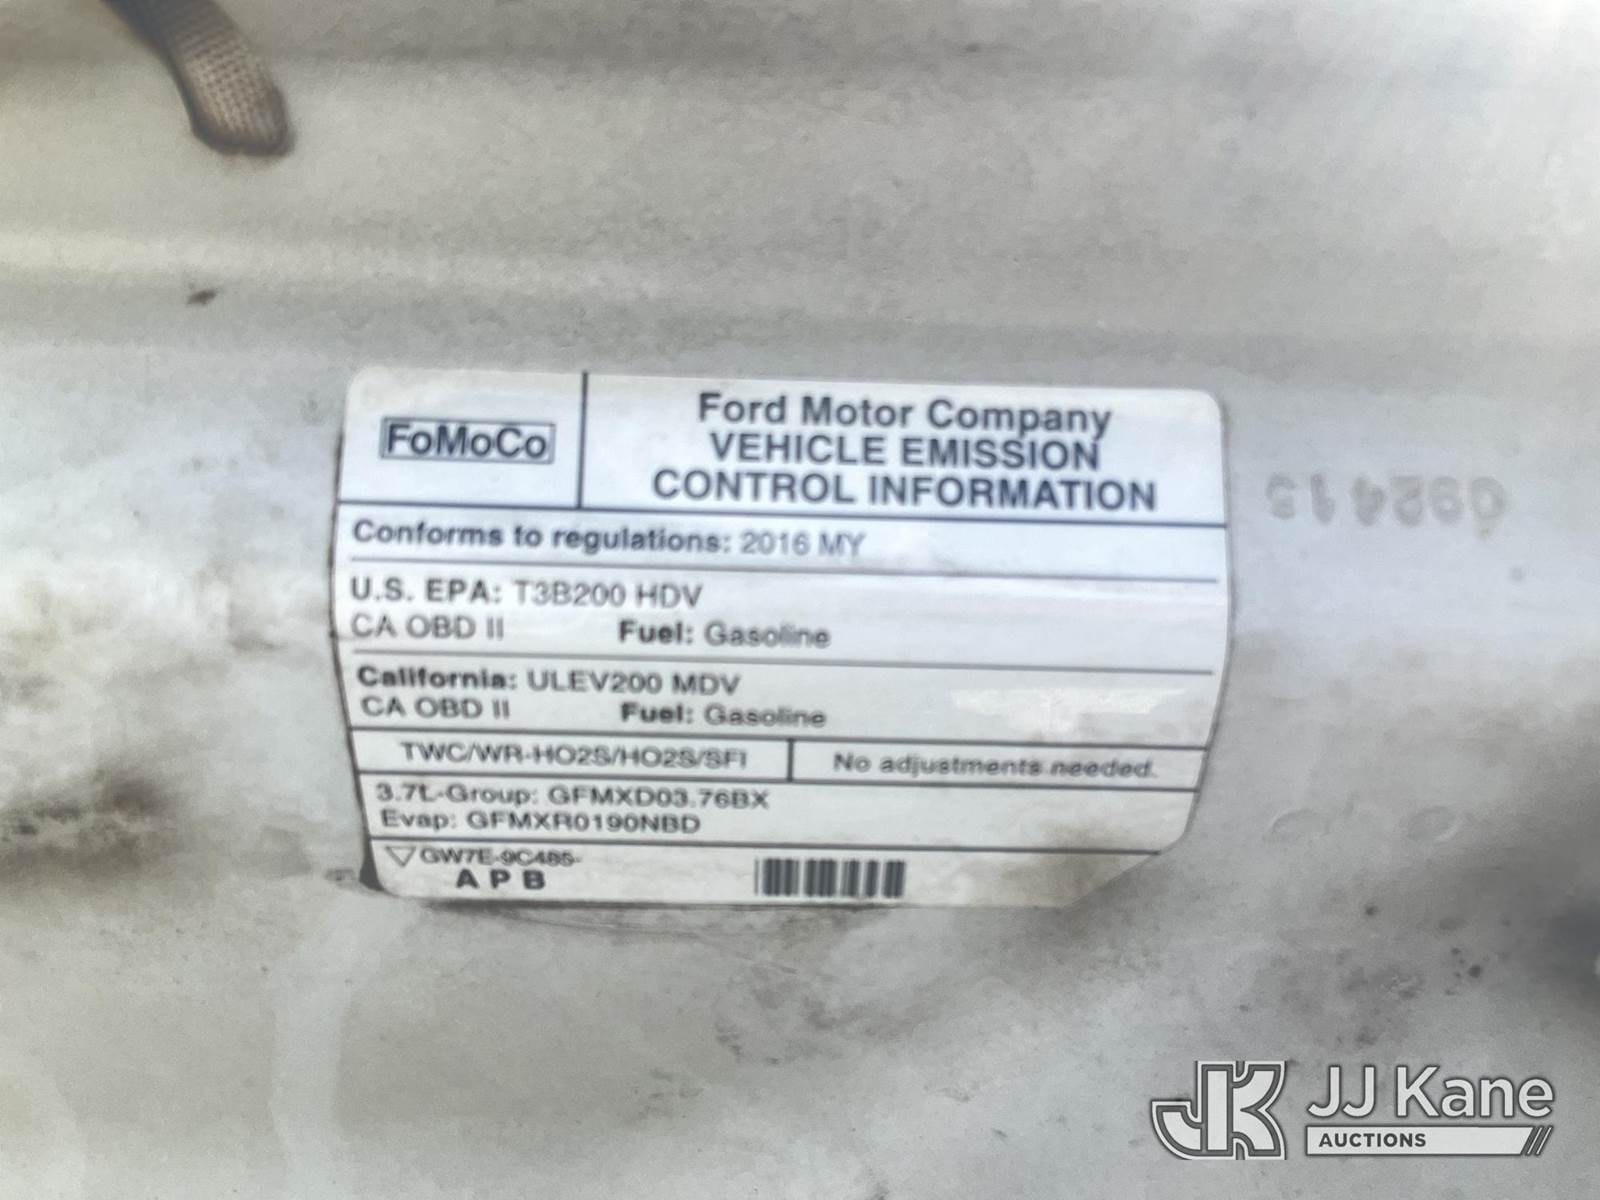 FoMoCo
Ford Motor Company
VEHICLE EMISSION
CONTROL INFORMATION
Conforms to regulations: 2016 MY
U.S. EPA: T3B200 HDV
CA OBD II Fuel: Gasoline
California: ULEV200 MDV
CA OBD II Fuel: Gasoline
TWC/WR-HO2S/HO2S/SFI
No adjustments needed.
3.7L-Group: GFMXD03.76BX
Evap: GFMXR0190NBD
GW7E-9C485-
A P B
JJ Kane
AUCTIONS